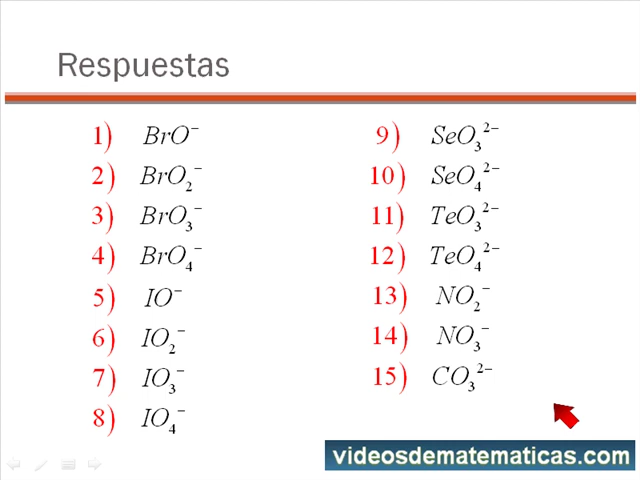 Respuestas
1) BrO⁻
2) BrO₂⁻
3) BrO₃⁻
4) BrO₄⁻
5) IO⁻
6) IO₂⁻
7) IO₃⁻
8) IO₄⁻
9) SeO₃²⁻
10) SeO₄²⁻
11) TeO₃²⁻
12) TeO₄²⁻
13) NO₂⁻
14) NO₃⁻
15) CO₃²⁻
videosdematematicas.com